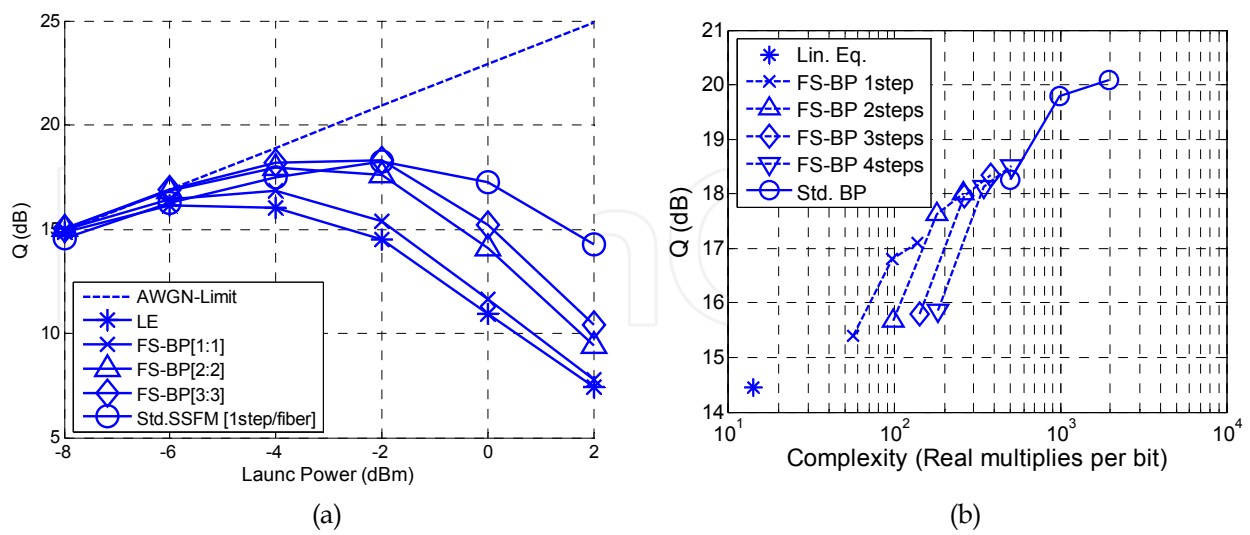 25
20
15
10
5
-8
-6
-4
-2
0
2
Q (dB)
Launc Power (dBm)
AWGN-Limit
LE
FS-BP[1:1]
FS-BP[2:2]
FS-BP[3:3]
Std.SSFM [1step/fiber]
(a)
21
20
19
18
17
16
15
14
10^1
10^2
10^3
10^4
Q (dB)
Complexity (Real multiplies per bit)
Lin. Eq.
FS-BP 1step
FS-BP 2steps
FS-BP 3steps
FS-BP 4steps
Std. BP
(b)